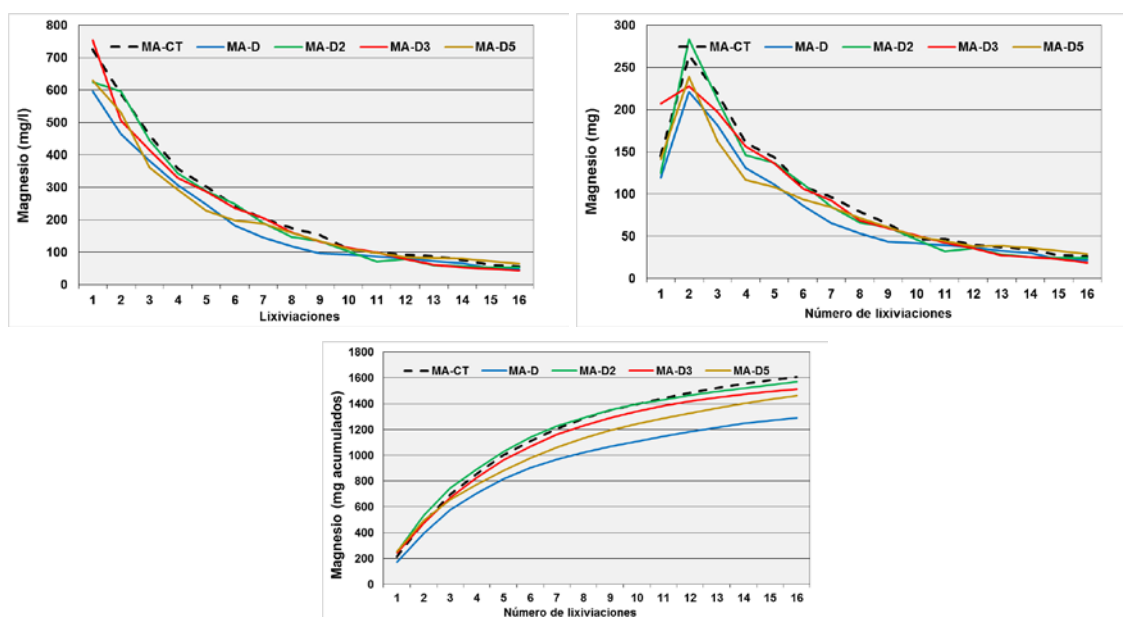 Magnesio (mg/l)
800
700
600
500
400
300
200
100
0
MA-CT MA-D MA-D2 MA-D3 MA-D5
1 2 3 4 5 6 7 8 9 10 11 12 13 14 15 16
Lixiviaciones
Magnesio (mg)
300
250
200
150
100
50
0
MA-CT MA-D MA-D2 MA-D3 MA-D5
1 2 3 4 5 6 7 8 9 10 11 12 13 14 15 16
Número de lixiviaciones
Magnesio (mg acumulados)
1800
1600
1400
1200
1000
800
600
400
200
0
MA-CT MA-D MA-D2 MA-D3 MA-D5
1 2 3 4 5 6 7 8 9 10 11 12 13 14 15 16
Número de lixiviaciones